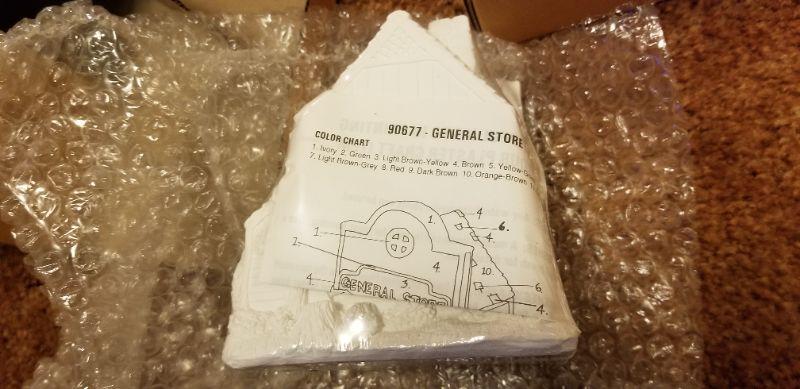 90677 - GENERAL STORE
COLOR CHART
1. Ivory 2. Green 3. Light Brown-Yellow 4. Brown 5. Yellow-G
7. Light Brown-Grey 8. Red 9. Dark Brown 10. Orange-Brown
1. 4.
6.
1. 4.
2. 4. 10.
3. 6.
4. GENERAL STORE 4.